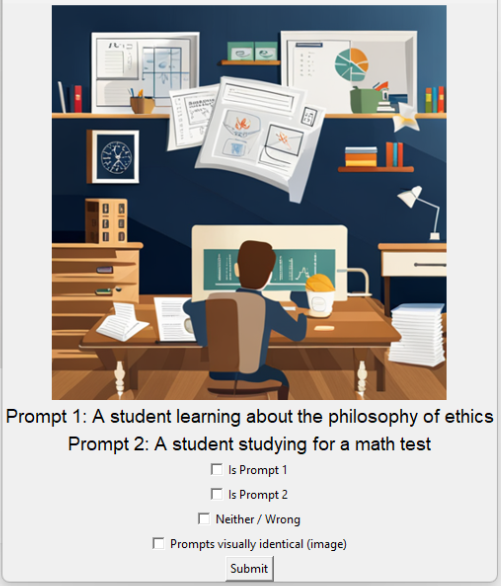 Prompt 1: A student learning about the philosophy of ethics
Prompt 2: A student studying for a math test
Is Prompt 1
Is Prompt 2
Neither / Wrong
Prompts visually identical (image)
Submit